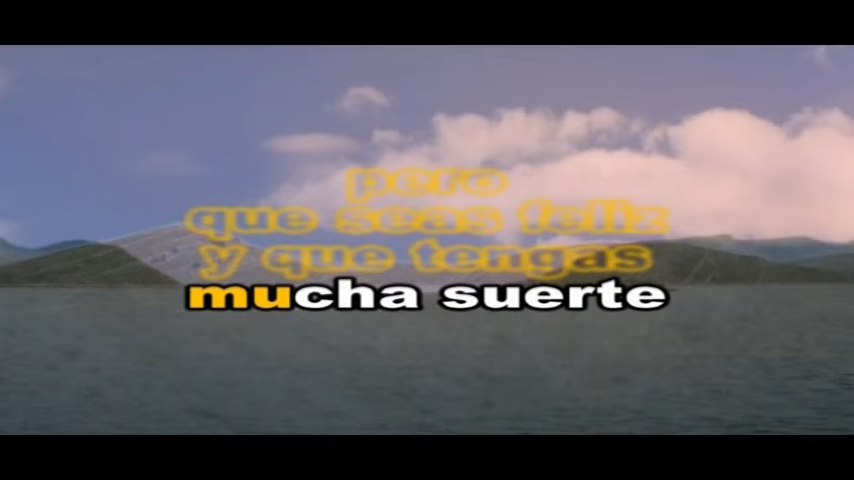 pero
que seas feliz
y que tengas
mucha suerte